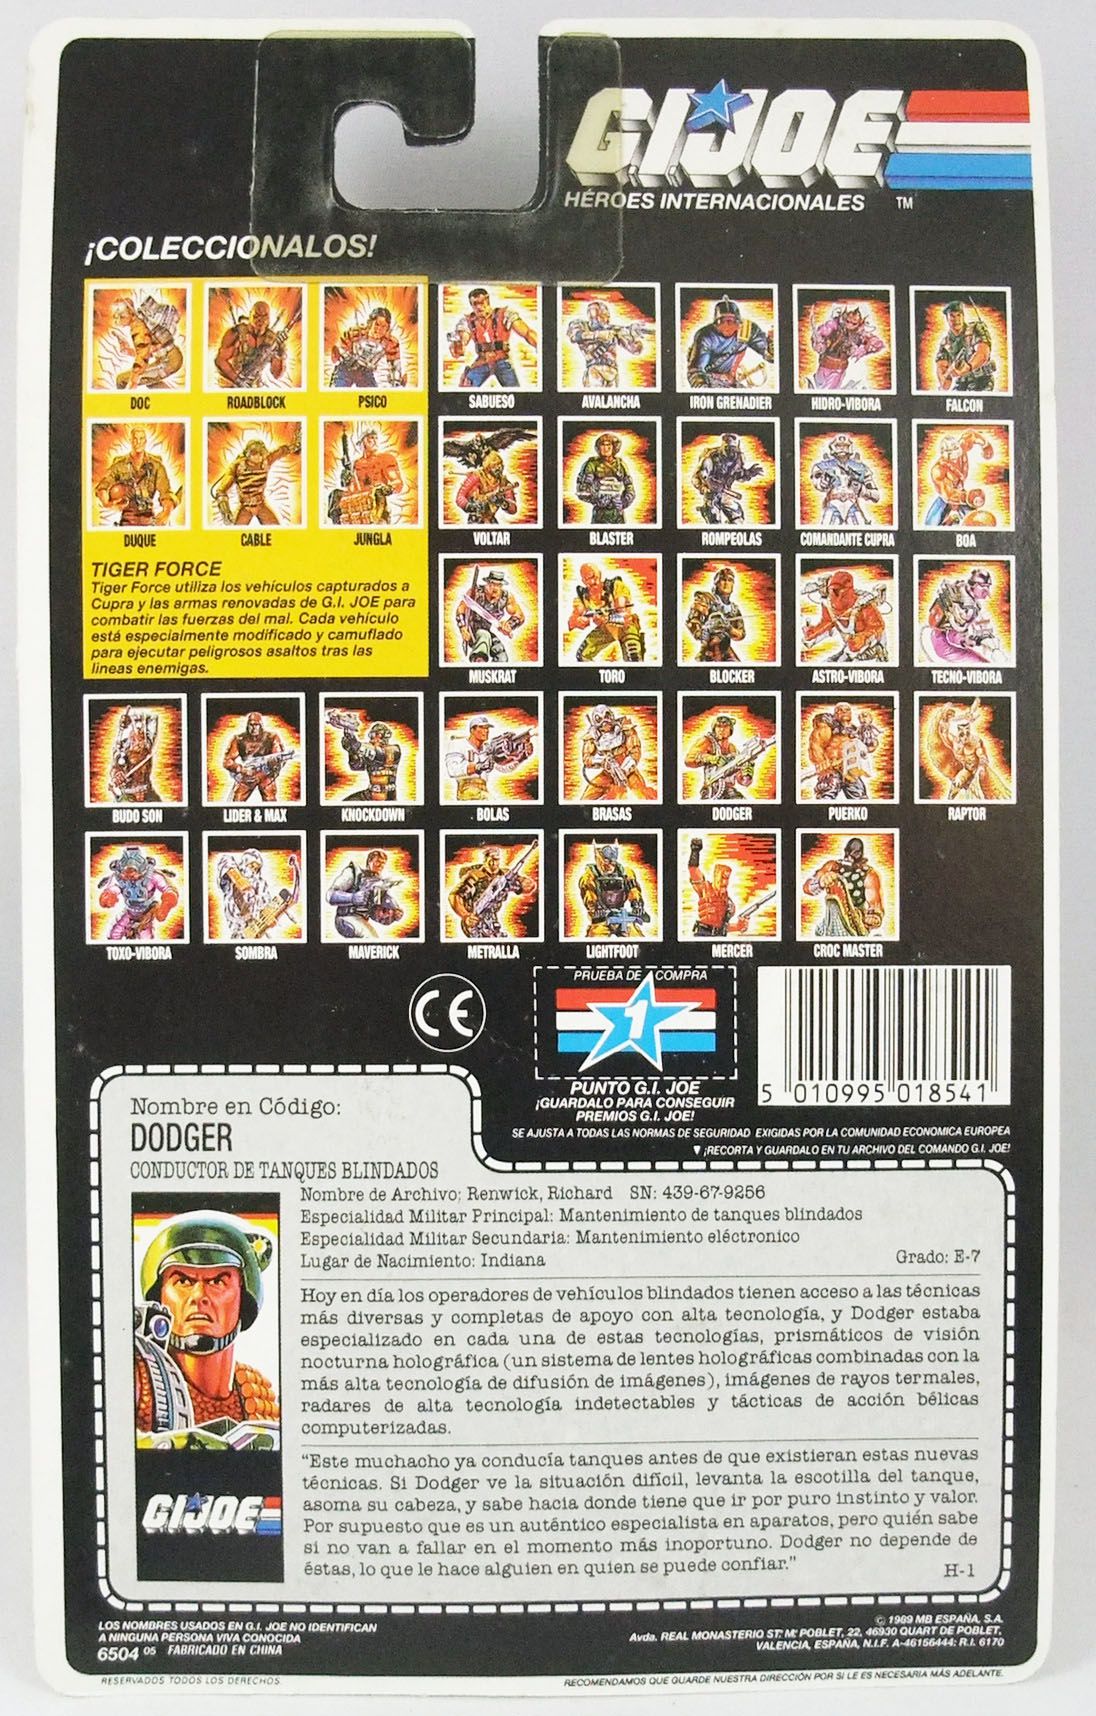 G.I. JOE
HÉROES INTERNACIONALES TM
¡COLECCIONALOS!
DOC ROADBLOCK PSICO SABUESO AVALANCHA IRON GRENADIER HIDRO-VIBORA FALCON
DUQUE CABLE JUNGLA VOLTAR BLASTER ROMPEOLAS COMANDANTE CUPRA BOA
TIGER FORCE
Tiger Force utiliza los vehículos capturados a
Cupra y las armas renovadas de G.I. JOE para
combatir las fuerzas del mal. Cada vehículo
está especialmente modificado y camuflado
para ejecutar peligrosos asaltos tras las
líneas enemigas.
MUSKRAT TORO BLOCKER ASTRO-VIBORA TECNO-VIBORA
BUDO SON LIDER & MAX KNOCKDOWN BOLAS BRASAS DODGER PUERKO RAPTOR
TOXO-VIBORA SOMBRA MAVERICK METRALLA LIGHTFOOT MERCER CROC MASTER
CE
PRUEBA DE COMPRA
1
PUNTO G.I. JOE
¡GUARDALO PARA CONSEGUIR
PREMIOS G.I. JOE!
5 010995 018541
SE AJUSTA A TODAS LAS NORMAS DE SEGURIDAD EXIGIDAS POR LA COMUNIDAD ECONOMICA EUROPEA
▼ ¡RECORTA Y GUARDALO EN TU ARCHIVO DEL COMANDO G.I. JOE!
Nombre en Código:
DODGER
CONDUCTOR DE TANQUES BLINDADOS
Nombre de Archivo: Renwick, Richard SN: 439-67-9256
Especialidad Militar Principal: Mantenimiento de tanques blindados
Especialidad Militar Secundaria: Mantenimiento eléctronico
Lugar de Nacimiento: Indiana Grado: E-7
Hoy en día los operadores de vehículos blindados tienen acceso a las técnicas
más diversas y completas de apoyo con alta tecnología, y Dodger estaba
especializado en cada una de estas tecnologías, prismáticos de visión
nocturna holográfica (un sistema de lentes holográficas combinadas con la
más alta tecnología de difusión de imágenes), imágenes de rayos termales,
radares de alta tecnología indetectables y tácticas de acción bélicas
computerizadas.
"Este muchacho ya conducía tanques antes de que existieran estas nuevas
técnicas. Si Dodger ve la situación difícil, levanta la escotilla del tanque,
asoma su cabeza, y sabe hacia donde tiene que ir por puro instinto y valor.
Por supuesto que es un auténtico especialista en aparatos, pero quién sabe
si no van a fallar en el momento más inoportuno. Dodger no depende de
éstas, lo que le hace alguien en quien se puede confiar."
H-1
G.I. JOE
LOS NOMBRES USADOS EN G.I. JOE NO IDENTIFICAN
A NINGUNA PERSONA VIVA CONOCIDA
6504 05 FABRICADO EN CHINA
© 1989 MB ESPAÑA, S.A.
Avda. REAL MONASTERIO ST. Mª POBLET, 22, 46930 QUART DE POBLET,
VALENCIA, ESPAÑA, N.I.F. A-46156444: R.I. 6170
RESERVADOS TODOS LOS DERECHOS.
RECOMENDAMOS QUE GUARDE NUESTRA DIRECCIÓN POR SI LE ES NECESARIA MÁS ADELANTE.